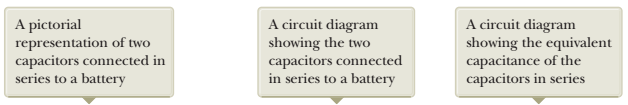 A pictorial
representation of two
capacitors connected in
series to a battery
A circuit diagram
showing the two
capacitors connected
in series to a battery
A circuit diagram
showing the equivalent
capacitance of the
capacitors in series